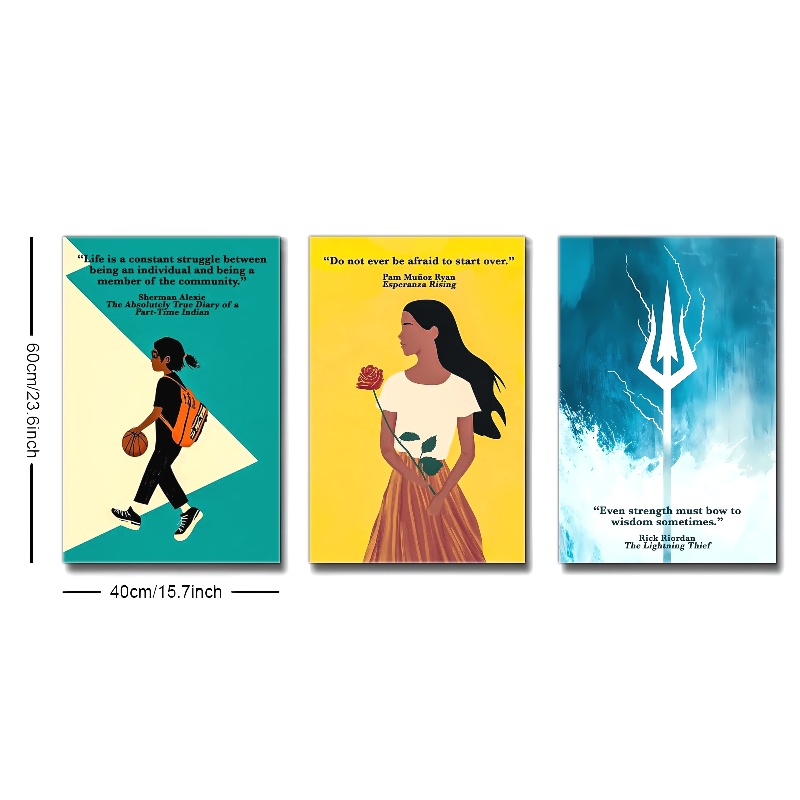 “Life is a constant struggle between
being an individual and being a
member of the community.”
Sherman Alexie
The Absolutely True Diary of a
Part-Time Indian
“Do not ever be afraid to start over.”
Pam Muñoz Ryan
Esperanza Rising
“Even strength must bow to
wisdom sometimes.”
Rick Riordan
The Lightning Thief
60cm/23.6inch
40cm/15.7inch